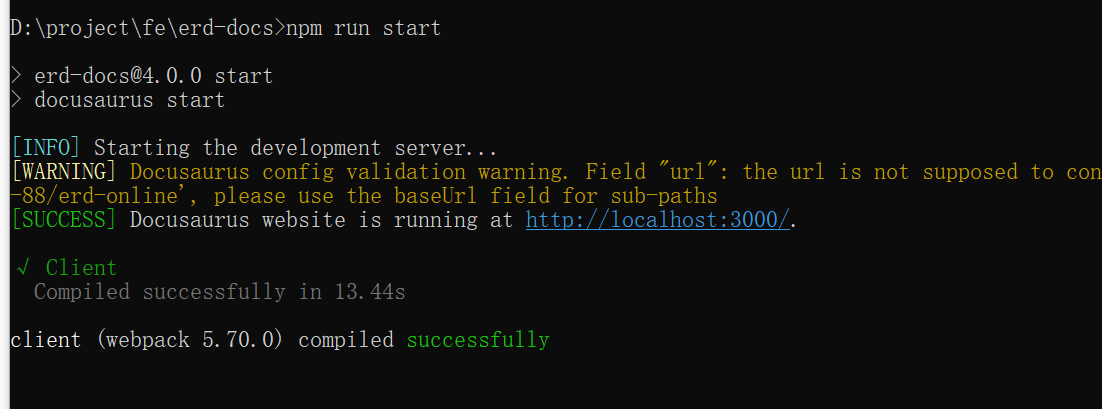 D:\project\fe\erd-docs>npm run start
> erd-docs@4.0.0 start
> docusaurus start
[INFO] Starting the development server...
[WARNING] Docusaurus config validation warning. Field "url": the url is not supposed to con
-88/erd-online', please use the baseUrl field for sub-paths
[SUCCESS] Docusaurus website is running at http://localhost:3000/.
√ Client
Compiled successfully in 13.44s
client (webpack 5.70.0) compiled successfully